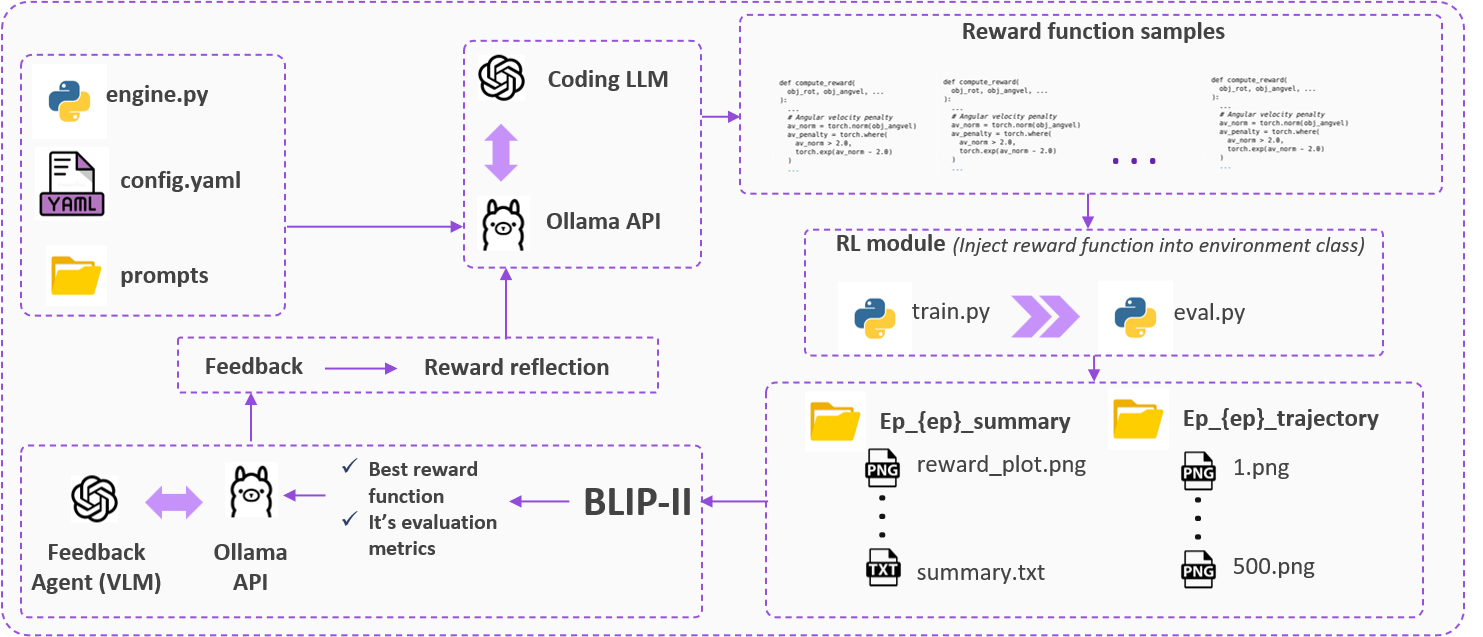 engine.py
YAML
config.yaml
prompts
Coding LLM
Ollama API
Reward function samples
def compute_reward(
obj_rot, obj_angvel, ...
):
...
# Angular velocity penalty
av_norm = torch.norm(obj_angvel)
av_penalty = torch.where(
av_norm > 2.0,
torch.exp(av_norm - 2.0)
)
...
def compute_reward(
obj_rot, obj_angvel, ...
):
...
# Angular velocity penalty
av_norm = torch.norm(obj_angvel)
av_penalty = torch.where(
av_norm > 2.0,
torch.exp(av_norm - 2.0)
)
...
. . .
def compute_reward(
obj_rot, obj_angvel, ...
):
...
# Angular velocity penalty
av_norm = torch.norm(obj_angvel)
av_penalty = torch.where(
av_norm > 2.0,
torch.exp(av_norm - 2.0)
)
...
RL module (Inject reward function into environment class)
train.py
eval.py
Feedback
Reward reflection
Ep_{ep}_summary
PNG
reward_plot.png
TXT
summary.txt
Ep_{ep}_trajectory
PNG
1.png
PNG
500.png
BLIP-II
✓ Best reward
function
✓ It's evaluation
metrics
Ollama
API
Feedback
Agent (VLM)